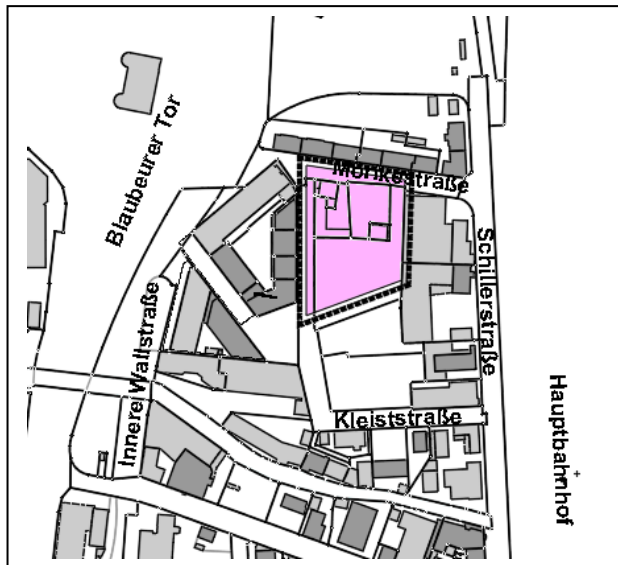 Blaubeurer Tor
Mörikestraße
Schillerstraße
Innere Wallstraße
Kleiststraße
Hauptbahnhof